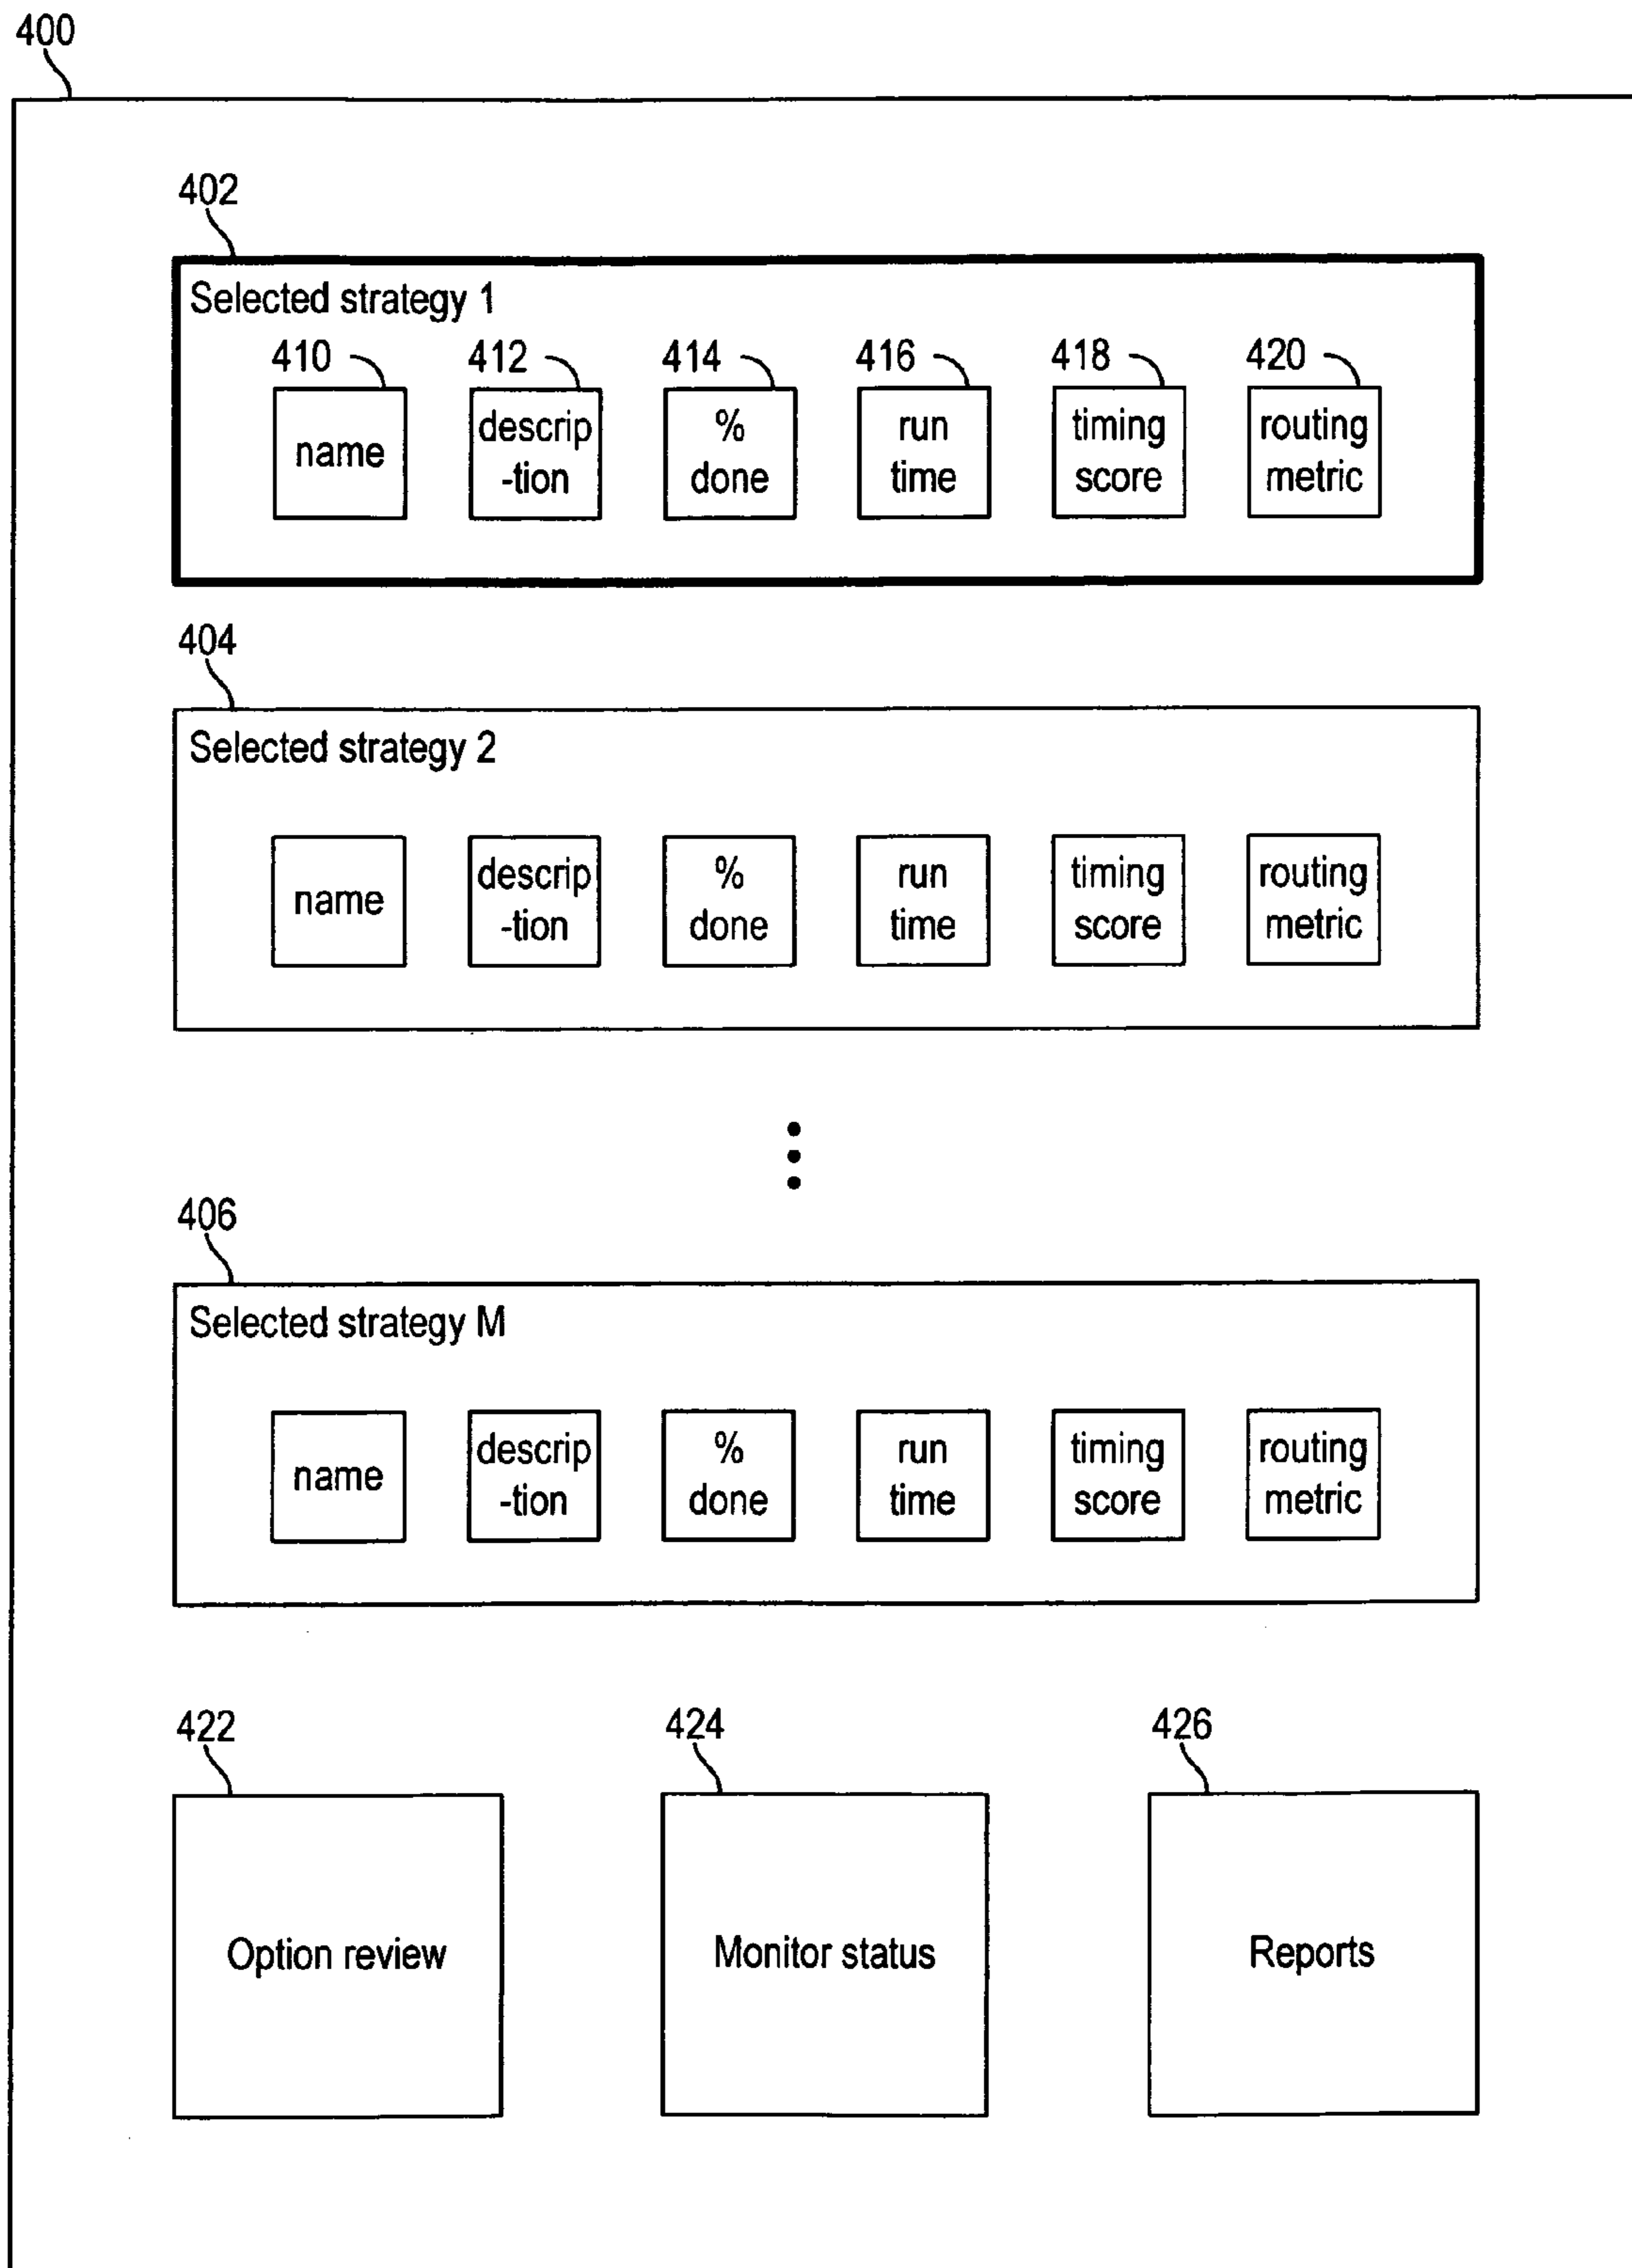 400
402
Selected strategy 1
410 412 414 416 418 420
name descrip % run timing routing
-tion done time score metric
404
Selected strategy 2
name descrip % run timing routing
-tion done time score metric
406
Selected strategy M
name descrip % run timing routing
-tion done time score metric
422 424 426
Option review Monitor status Reports